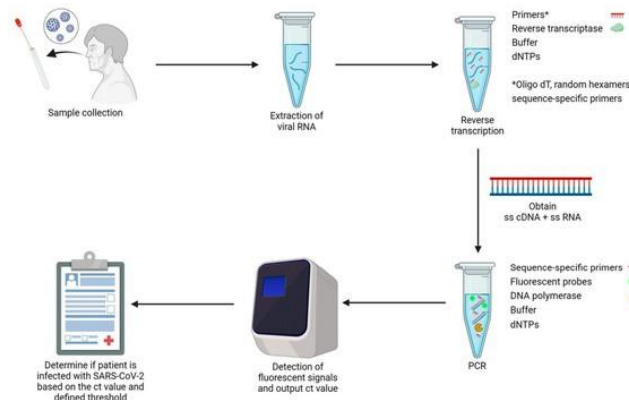 Sample collection
Extraction of
viral RNA
Primers*
Reverse transcriptase
Buffer
dNTPs
*Oligo dT, random hexamers
sequence-specific primers
Reverse
transcription
Obtain
ss cDNA + ss RNA
Sequence-specific primers
Fluorescent probes
DNA polymerase
Buffer
dNTPs
PCR
Detection of
fluorescent signals
and output ct value
Determine if patient is
infected with SARS-CoV-2
based on the ct value and
defined threshold